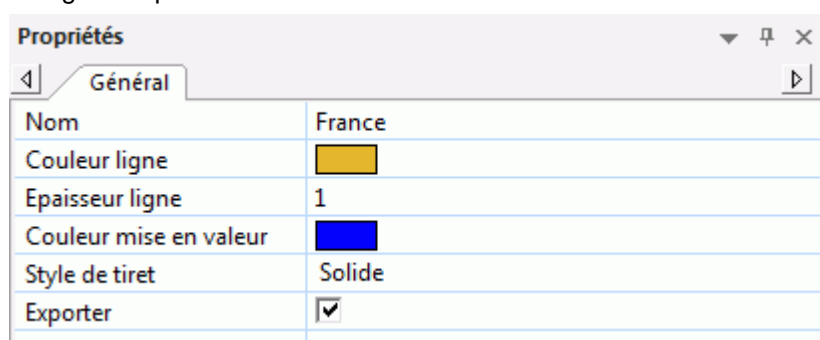 Propriétés
Général
Nom France
Couleur ligne
Epaisseur ligne 1
Couleur mise en valeur
Style de tiret Solide
Exporter